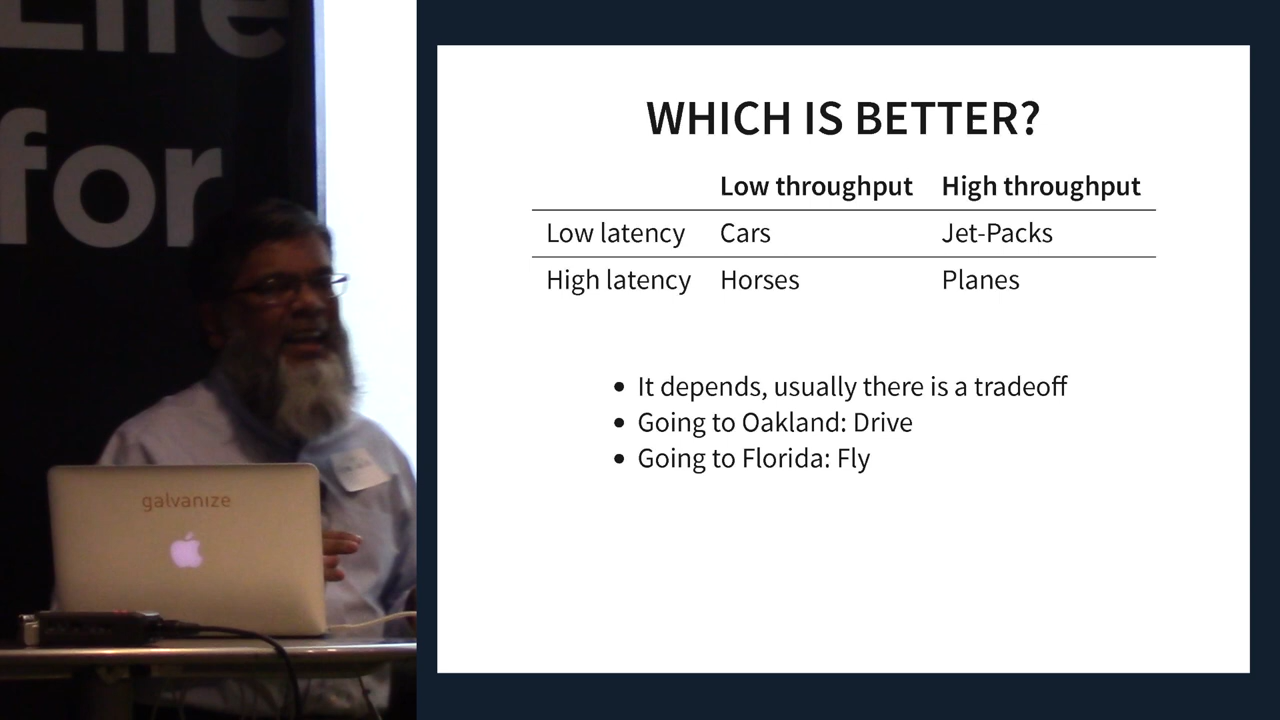 Life
for
galvanize
WHICH IS BETTER?
Low throughput High throughput
Low latency Cars Jet-Packs
High latency Horses Planes
It depends, usually there is a tradeoff
Going to Oakland: Drive
Going to Florida: Fly